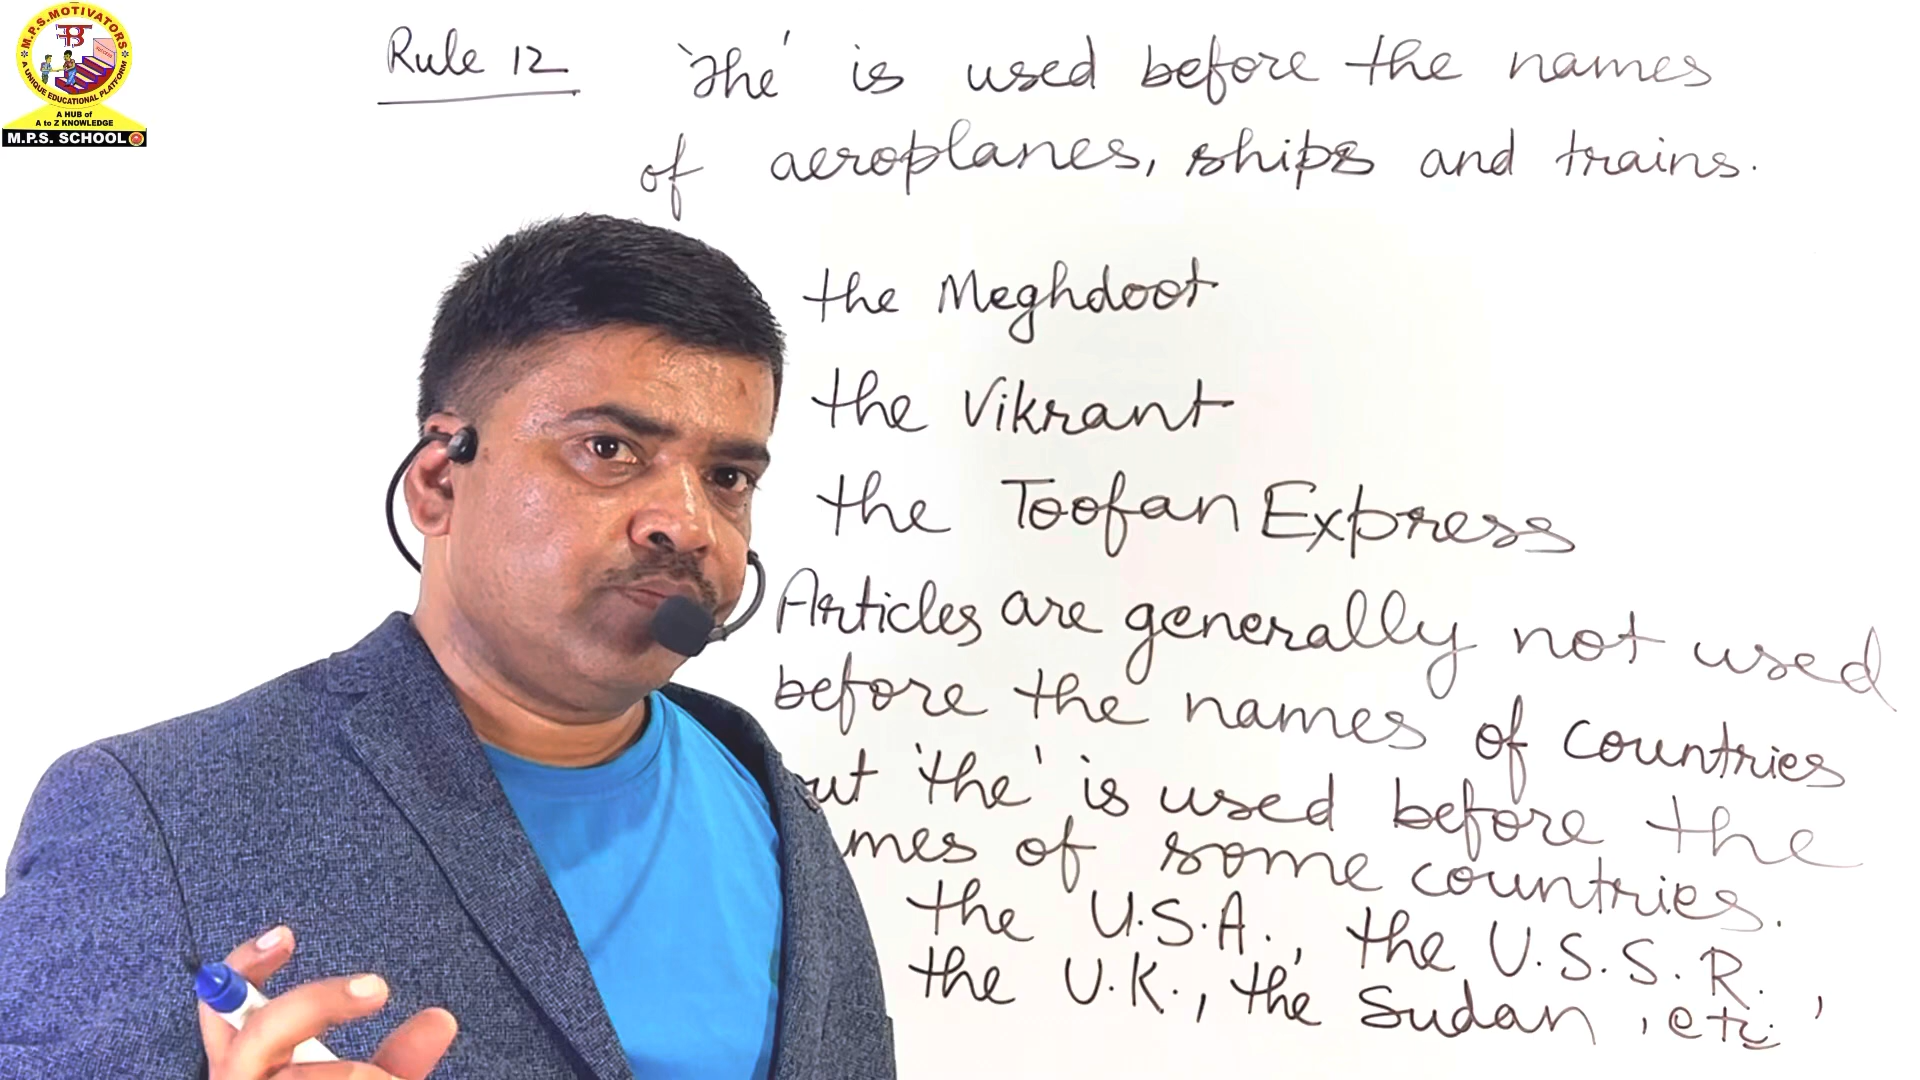 M.P.S.MOTIVATORS
A UNIQUE EDUCATIONAL PLATFORM
A HUB of
A to Z KNOWLEDGE
M.P.S. SCHOOL
Rule 12 'The' is used before the names
of aeroplanes, ships and trains.
the Meghdoot
the Vikrant
the Toofan Express
Articles are generally not used
before the names of countries
ut 'the' is used before the
mes of some countries.
the U.S.A., the U.S.S.R.,
the U.K., the Sudan, etc.